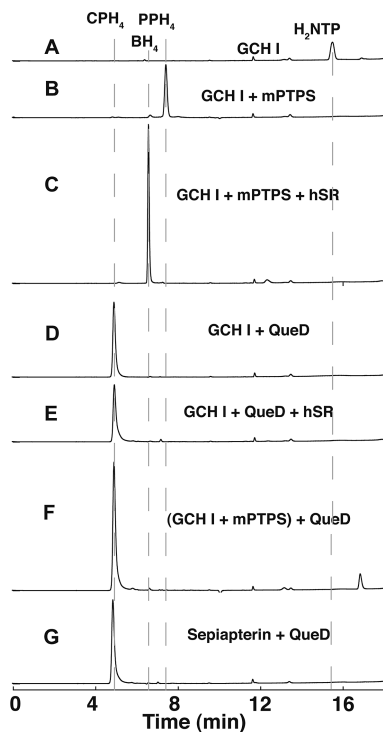 CPH₄ PPH₄
BH₄
H₂NTP
A GCH I
B GCH I + mPTPS
C GCH I + mPTPS + hSR
D GCH I + QueD
E GCH I + QueD + hSR
F (GCH I + mPTPS) + QueD
G Sepiapterin + QueD
0 4 8 12 16
Time (min)